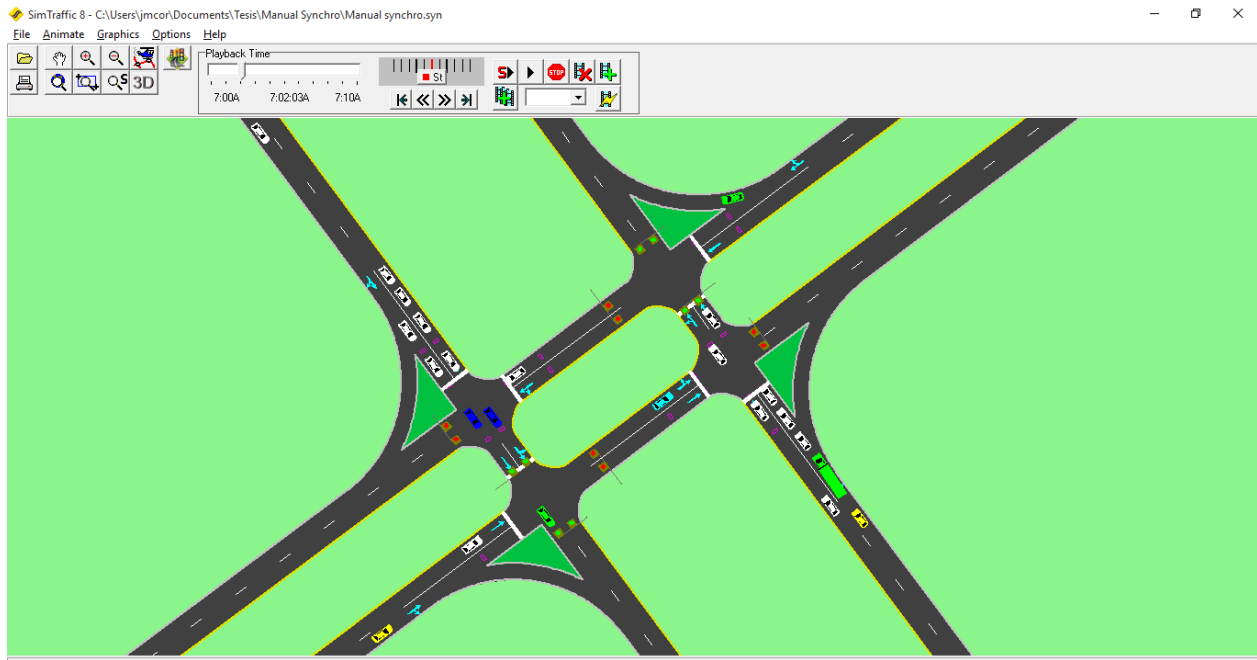 SimTraffic 8 - C:\Users\jmcor\Documents\Tesis\Manual Synchro\Manual synchro.syn
File Animate Graphics Options Help
Playback Time
7:00A 7:02:03A 7:10A
St
S
STOP
S
3D